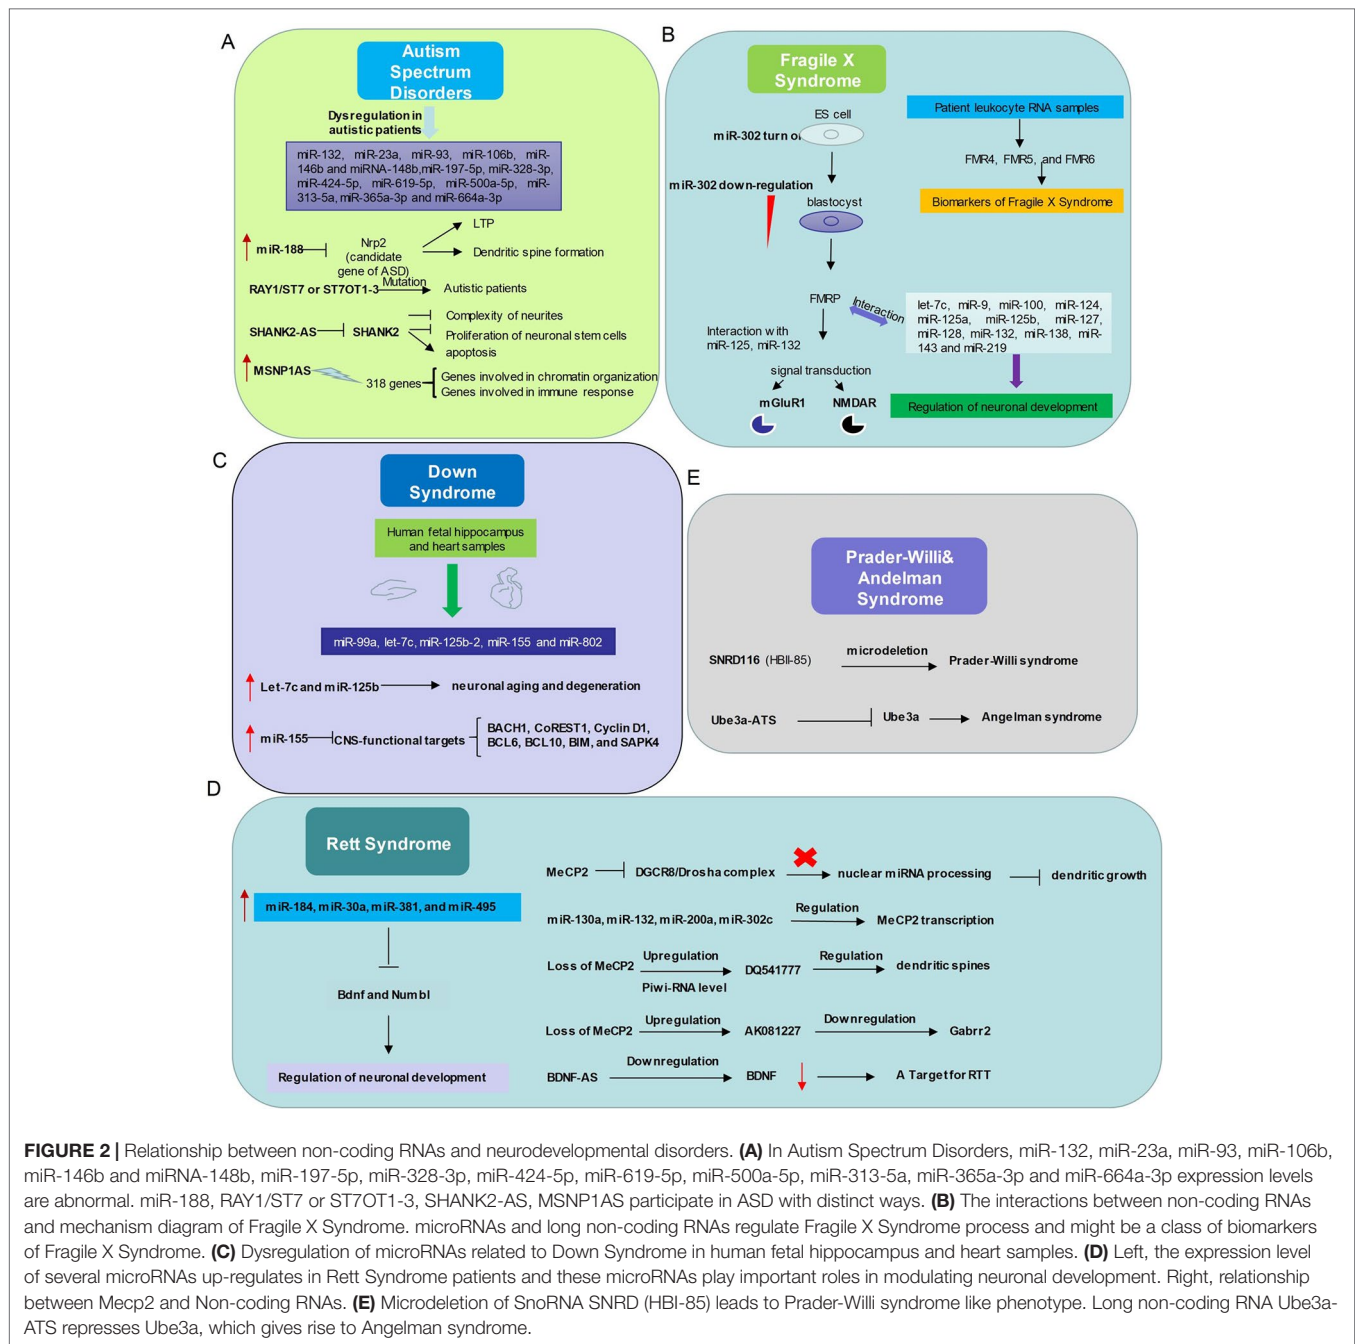 A
Autism
Spectrum
Disorders
Dysregulation in
autistic patients
miR-132, miR-23a, miR-93, miR-106b, miR-
146b and miRNA-148b,miR-197-5p, miR-328-3p,
miR-424-5p, miR-619-5p, miR-500a-5p, miR-
313-5a, miR-365a-3p and miR-664a-3p
miR-188
Nrp2
(candidate
gene of ASD)
LTP
Dendritic spine formation
RAY1/ST7 or ST7OT1-3
Mutation
Autistic patients
SHANK2-AS
SHANK2
Complexity of neurites
Proliferation of neuronal stem cells
apoptosis
MSNP1AS
318 genes
Genes involved in chromatin organization
Genes involved in immune response
B
Fragile X
Syndrome
ES cell
miR-302 turn on
miR-302 down-regulation
blastocyst
FMRP
Interaction
Interaction with
miR-125, miR-132
signal transduction
mGluR1
NMDAR
Patient leukocyte RNA samples
FMR4, FMR5, and FMR6
Biomarkers of Fragile X Syndrome
let-7c, miR-9, miR-100, miR-124,
miR-125a, miR-125b, miR-127,
miR-128, miR-132, miR-138, miR-
143 and miR-219
Regulation of neuronal development
C
Down
Syndrome
Human fetal hippocampus
and heart samples
miR-99a, let-7c, miR-125b-2, miR-155 and miR-802
Let-7c and miR-125b
neuronal aging and degeneration
miR-155
CNS-functional targets
BACH1, CoREST1, Cyclin D1,
BCL6, BCL10, BIM, and SAPK4
E
Prader-Willi&
Andelman
Syndrome
SNRD116 (HBII-85)
microdeletion
Prader-Willi syndrome
Ube3a-ATS
Ube3a
Angelman syndrome
D
Rett Syndrome
miR-184, miR-30a, miR-381, and miR-495
Bdnf and Numbl
Regulation of neuronal development
MeCP2
DGCR8/Drosha complex
nuclear miRNA processing
dendritic growth
miR-130a, miR-132, miR-200a, miR-302c
Regulation
MeCP2 transcription
Loss of MeCP2
Upregulation
Piwi-RNA level
DQ541777
Regulation
dendritic spines
Loss of MeCP2
Upregulation
AK081227
Downregulation
Gabrr2
BDNF-AS
Downregulation
BDNF
A Target for RTT
FIGURE 2 | Relationship between non-coding RNAs and neurodevelopmental disorders. (A) In Autism Spectrum Disorders, miR-132, miR-23a, miR-93, miR-106b,
miR-146b and miRNA-148b, miR-197-5p, miR-328-3p, miR-424-5p, miR-619-5p, miR-500a-5p, miR-313-5a, miR-365a-3p and miR-664a-3p expression levels
are abnormal. miR-188, RAY1/ST7 or ST7OT1-3, SHANK2-AS, MSNP1AS participate in ASD with distinct ways. (B) The interactions between non-coding RNAs
and mechanism diagram of Fragile X Syndrome. microRNAs and long non-coding RNAs regulate Fragile X Syndrome process and might be a class of biomarkers
of Fragile X Syndrome. (C) Dysregulation of microRNAs related to Down Syndrome in human fetal hippocampus and heart samples. (D) Left, the expression level
of several microRNAs up-regulates in Rett Syndrome patients and these microRNAs play important roles in modulating neuronal development. Right, relationship
between Mecp2 and Non-coding RNAs. (E) Microdeletion of SnoRNA SNRD (HBI-85) leads to Prader-Willi syndrome like phenotype. Long non-coding RNA Ube3a-
ATS represses Ube3a, which gives rise to Angelman syndrome.